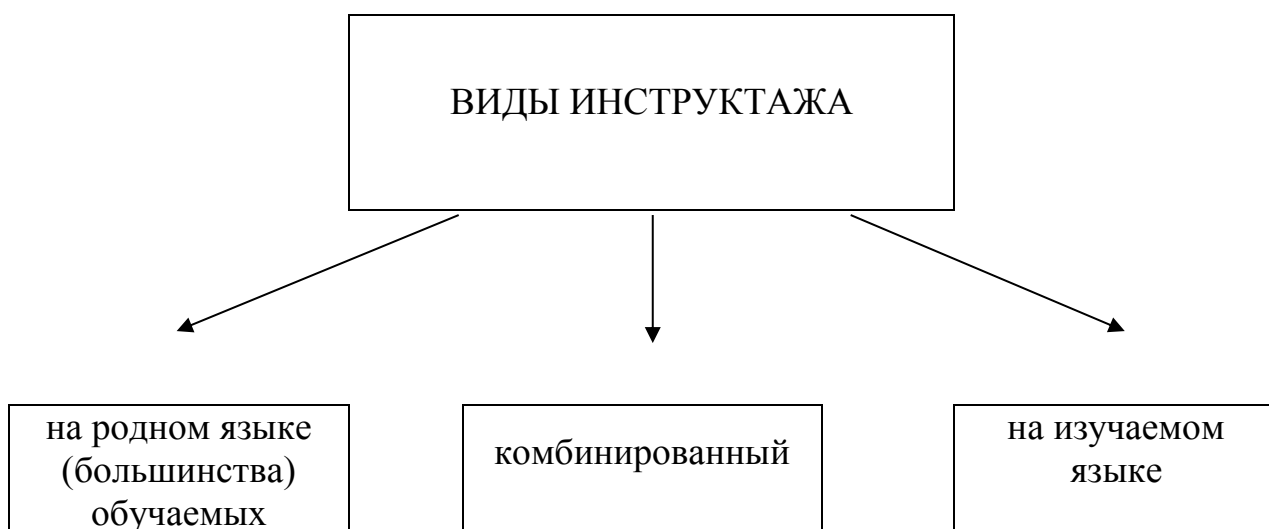 ВИДЫ ИНСТРУКТАЖА
на родном языке
(большинства)
обучаемых
комбинированный
на изучаемом
языке